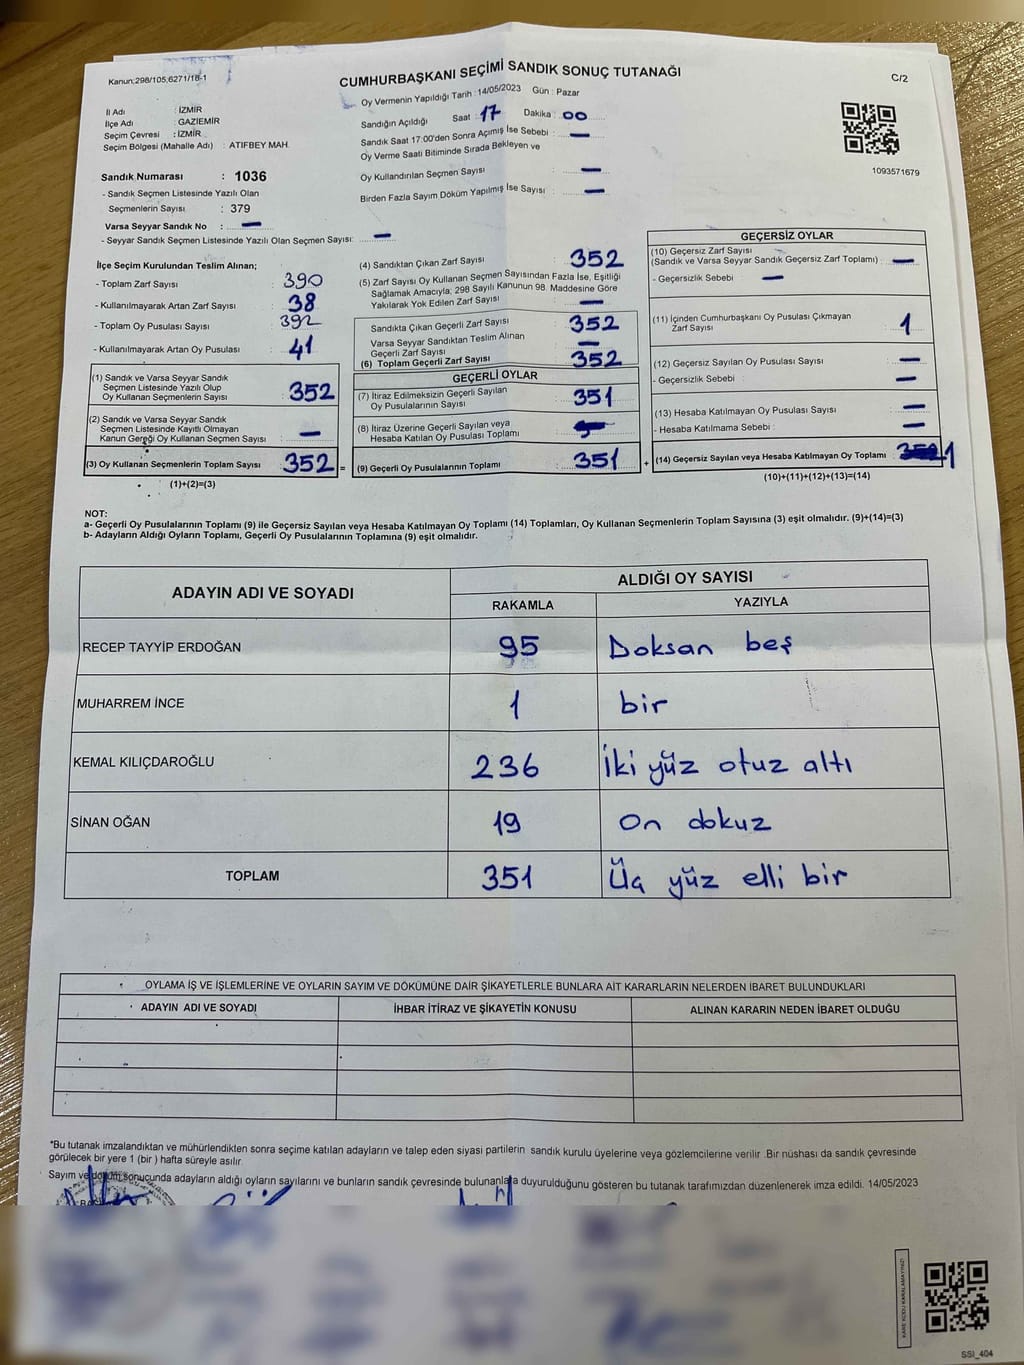 Kanun:298/105,6271/18-1
CUMHURBAŞKANI SEÇİMİ SANDIK SONUÇ TUTANAĞI
C/2
Oy Vermenin Yapıldığı Tarih : 14/05/2023 Gün : Pazar
İl Adı : İZMİR
İlçe Adı : GAZİEMİR
Seçim Çevresi : İZMİR
Seçim Bölgesi (Mahalle Adı) : ATIFBEY MAH.
Sandığın Açıldığı Saat : 17 Dakika : 00
Sandık Saat 17:00'den Sonra Açımış İse Sebebi : —
Oy Verme Saati Bitiminde Sırada Bekleyen ve
Oy Kullandırılan Seçmen Sayısı : —
Birden Fazla Sayım Döküm Yapılmış İse Sayısı : —
1093571679
Sandık Numarası : 1036
- Sandık Seçmen Listesinde Yazılı Olan
Seçmenlerin Sayısı : 379
Varsa Seyyar Sandık No : —
- Seyyar Sandık Seçmen Listesinde Yazılı Olan Seçmen Sayısı: —
İlçe Seçim Kurulundan Teslim Alınan;
- Toplam Zarf Sayısı : 390
- Kullanılmayarak Artan Zarf Sayısı : 38
- Toplam Oy Pusulası Sayısı : 392
- Kullanılmayarak Artan Oy Pusulası : 41
(1) Sandık ve Varsa Seyyar Sandık
Seçmen Listesinde Yazılı Olup
Oy Kullanan Seçmenlerin Sayısı : 352
(2) Sandık ve Varsa Seyyar Sandık
Seçmen Listesinde Kayıtlı Olmayan
Kanun Gereği Oy Kullanan Seçmen Sayısı : —
(3) Oy Kullanan Seçmenlerin Toplam Sayısı : 352 =
(1)+(2)=(3)
(4) Sandıktan Çıkan Zarf Sayısı : 352
(5) Zarf Sayısı Oy Kullanan Seçmen Sayısından Fazla İse, Eşitliği
Sağlamak Amacıyla; 298 Sayılı Kanunun 98. Maddesine Göre
Yakılarak Yok Edilen Zarf Sayısı : —
Sandıkta Çıkan Geçerli Zarf Sayısı : 352
Varsa Seyyar Sandıktan Teslim Alınan
Geçerli Zarf Sayısı : —
(6) Toplam Geçerli Zarf Sayısı : 352
GEÇERLİ OYLAR
(7) İtiraz Edilmeksizin Geçerli Sayılan
Oy Pusulalarının Sayısı : 351
(8) İtiraz Üzerine Geçerli Sayılan veya
Hesaba Katılan Oy Pusulası Toplamı :
(9) Geçerli Oy Pusulalarının Toplamı : 351 +
GEÇERSİZ OYLAR
(10) Geçersiz Zarf Sayısı
(Sandık ve Varsa Seyyar Sandık Geçersiz Zarf Toplamı) : —
- Geçersizlik Sebebi : —
(11) İçinden Cumhurbaşkanı Oy Pusulası Çıkmayan
Zarf Sayısı : 1
(12) Geçersiz Sayılan Oy Pusulası Sayısı : —
- Geçersizlik Sebebi : —
(13) Hesaba Katılmayan Oy Pusulası Sayısı : —
- Hesaba Katılmama Sebebi : —
(14) Geçersiz Sayılan veya Hesaba Katılmayan Oy Toplamı : 1
(10)+(11)+(12)+(13)=(14)
NOT:
a- Geçerli Oy Pusulalarının Toplamı (9) ile Geçersiz Sayılan veya Hesaba Katılmayan Oy Toplamı (14) Toplamları, Oy Kullanan Seçmenlerin Toplam Sayısına (3) eşit olmalıdır. (9)+(14)=(3)
b- Adayların Aldığı Oyların Toplamı, Geçerli Oy Pusulalarının Toplamına (9) eşit olmalıdır.
ADAYIN ADI VE SOYADI
ALDIĞI OY SAYISI
RAKAMLA YAZIYLA
RECEP TAYYİP ERDOĞAN 95 Doksan beş
MUHARREM İNCE 1 bir
KEMAL KILIÇDAROĞLU 236 İki yüz otuz altı
SİNAN OĞAN 19 on dokuz
TOPLAM 351 Üç yüz elli bir
OYLAMA İŞ VE İŞLEMLERİNE VE OYLARIN SAYIM VE DÖKÜMÜNE DAİR ŞİKAYETLERLE BUNLARA AİT KARARLARIN NELERDEN İBARET BULUNDUKLARI
ADAYIN ADI VE SOYADI İHBAR İTİRAZ VE ŞİKAYETİN KONUSU ALINAN KARARIN NEDEN İBARET OLDUĞU
*Bu tutanak imzalandıktan ve mühürlendikten sonra seçime katılan adayların ve talep eden siyasi partilerin sandık kurulu üyelerine veya gözlemcilerine verilir. Bir nüshası da sandık çevresinde
görülecek bir yere 1 (bir) hafta süreyle asılır.
Sayım ve döküm sonucunda adayların aldığı oyların sayılarını ve bunların sandık çevresinde bulunanlara duyurulduğunu gösteren bu tutanak tarafımızdan düzenlenerek imza edildi. 14/05/2023
KARE KODU KARALAMAYINIZ!
SSI_404